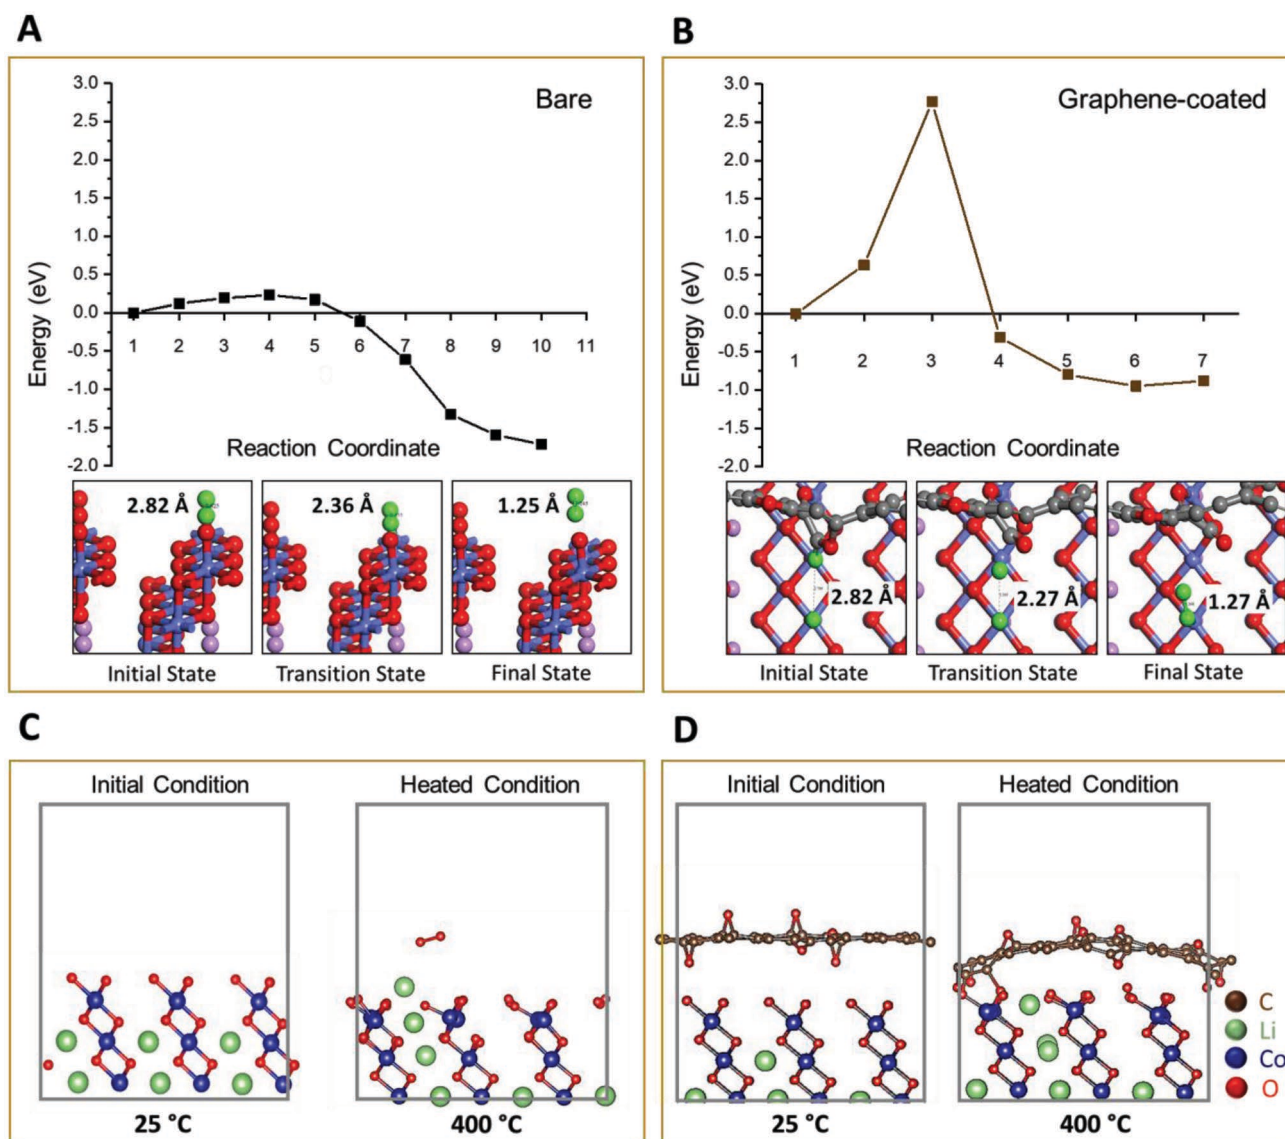 A
Bare
3.0
2.5
2.0
1.5
1.0
0.5
0.0
-0.5
-1.0
-1.5
-2.0
Energy (eV)
1 2 3 4 5 6 7 8 9 10 11
Reaction Coordinate
2.82 Å
2.36 Å
1.25 Å
Initial State
Transition State
Final State
B
Graphene-coated
3.0
2.5
2.0
1.5
1.0
0.5
0.0
-0.5
-1.0
-1.5
-2.0
Energy (eV)
1 2 3 4 5 6 7
Reaction Coordinate
2.82 Å
2.27 Å
1.27 Å
Initial State
Transition State
Final State
C
Initial Condition
Heated Condition
25 °C
400 °C
D
Initial Condition
Heated Condition
25 °C
400 °C
C
Li
Co
O